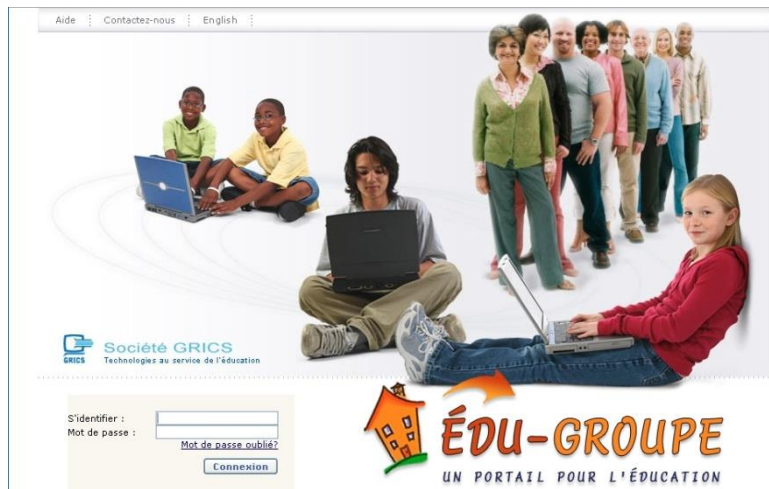 Aide Contactez-nous English
GRICS
Société GRICS
Technologies au service de l'éducation
S'identifier :
Mot de passe :
Mot de passe oublié?
Connexion
ÉDU-GROUPE
UN PORTAIL POUR L'ÉDUCATION